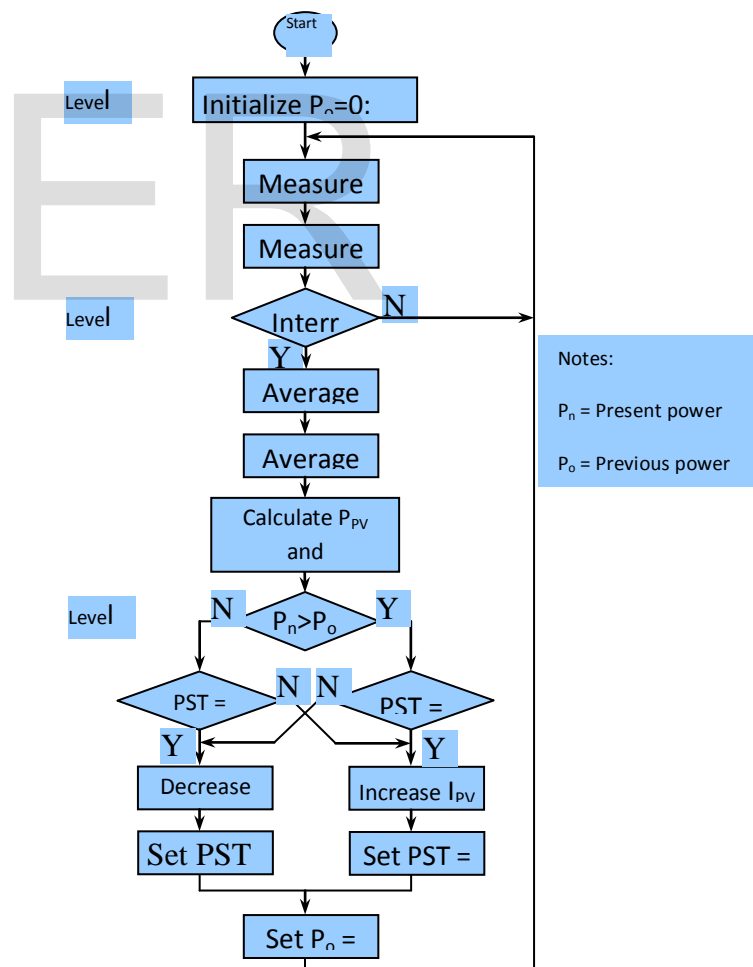 Start
Level
Initialize Pₒ=0:
Measure
Measure
Level
Interr
N
Y
Average
Average
Notes:
Pₙ = Present power
Pₒ = Previous power
Calculate P_PV
and
Level
N
Pₙ>Pₒ
Y
PST =
N
N
PST =
Y
Y
Decrease
Increase I_PV
Set PST
Set PST =
Set Pₒ =
ER